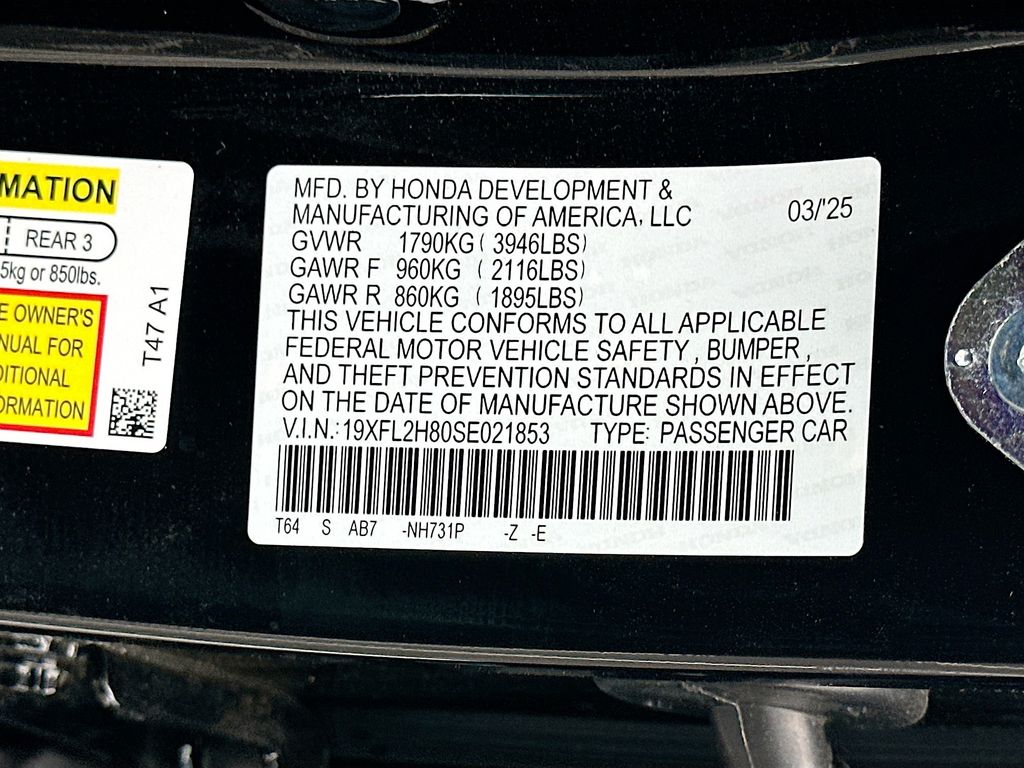 MATION
REAR 3
5kg or 850lbs.
E OWNER'S
NUAL FOR
DITIONAL
ORMATION
T47 A1
MFD. BY HONDA DEVELOPMENT &
MANUFACTURING OF AMERICA, LLC 03/'25
GVWR 1790KG ( 3946LBS)
GAWR F 960KG ( 2116LBS)
GAWR R 860KG ( 1895LBS)
THIS VEHICLE CONFORMS TO ALL APPLICABLE
FEDERAL MOTOR VEHICLE SAFETY , BUMPER ,
AND THEFT PREVENTION STANDARDS IN EFFECT
ON THE DATE OF MANUFACTURE SHOWN ABOVE.
V.I.N.: 19XFL2H80SE021853 TYPE: PASSENGER CAR
T64 S AB7 -NH731P -Z -E